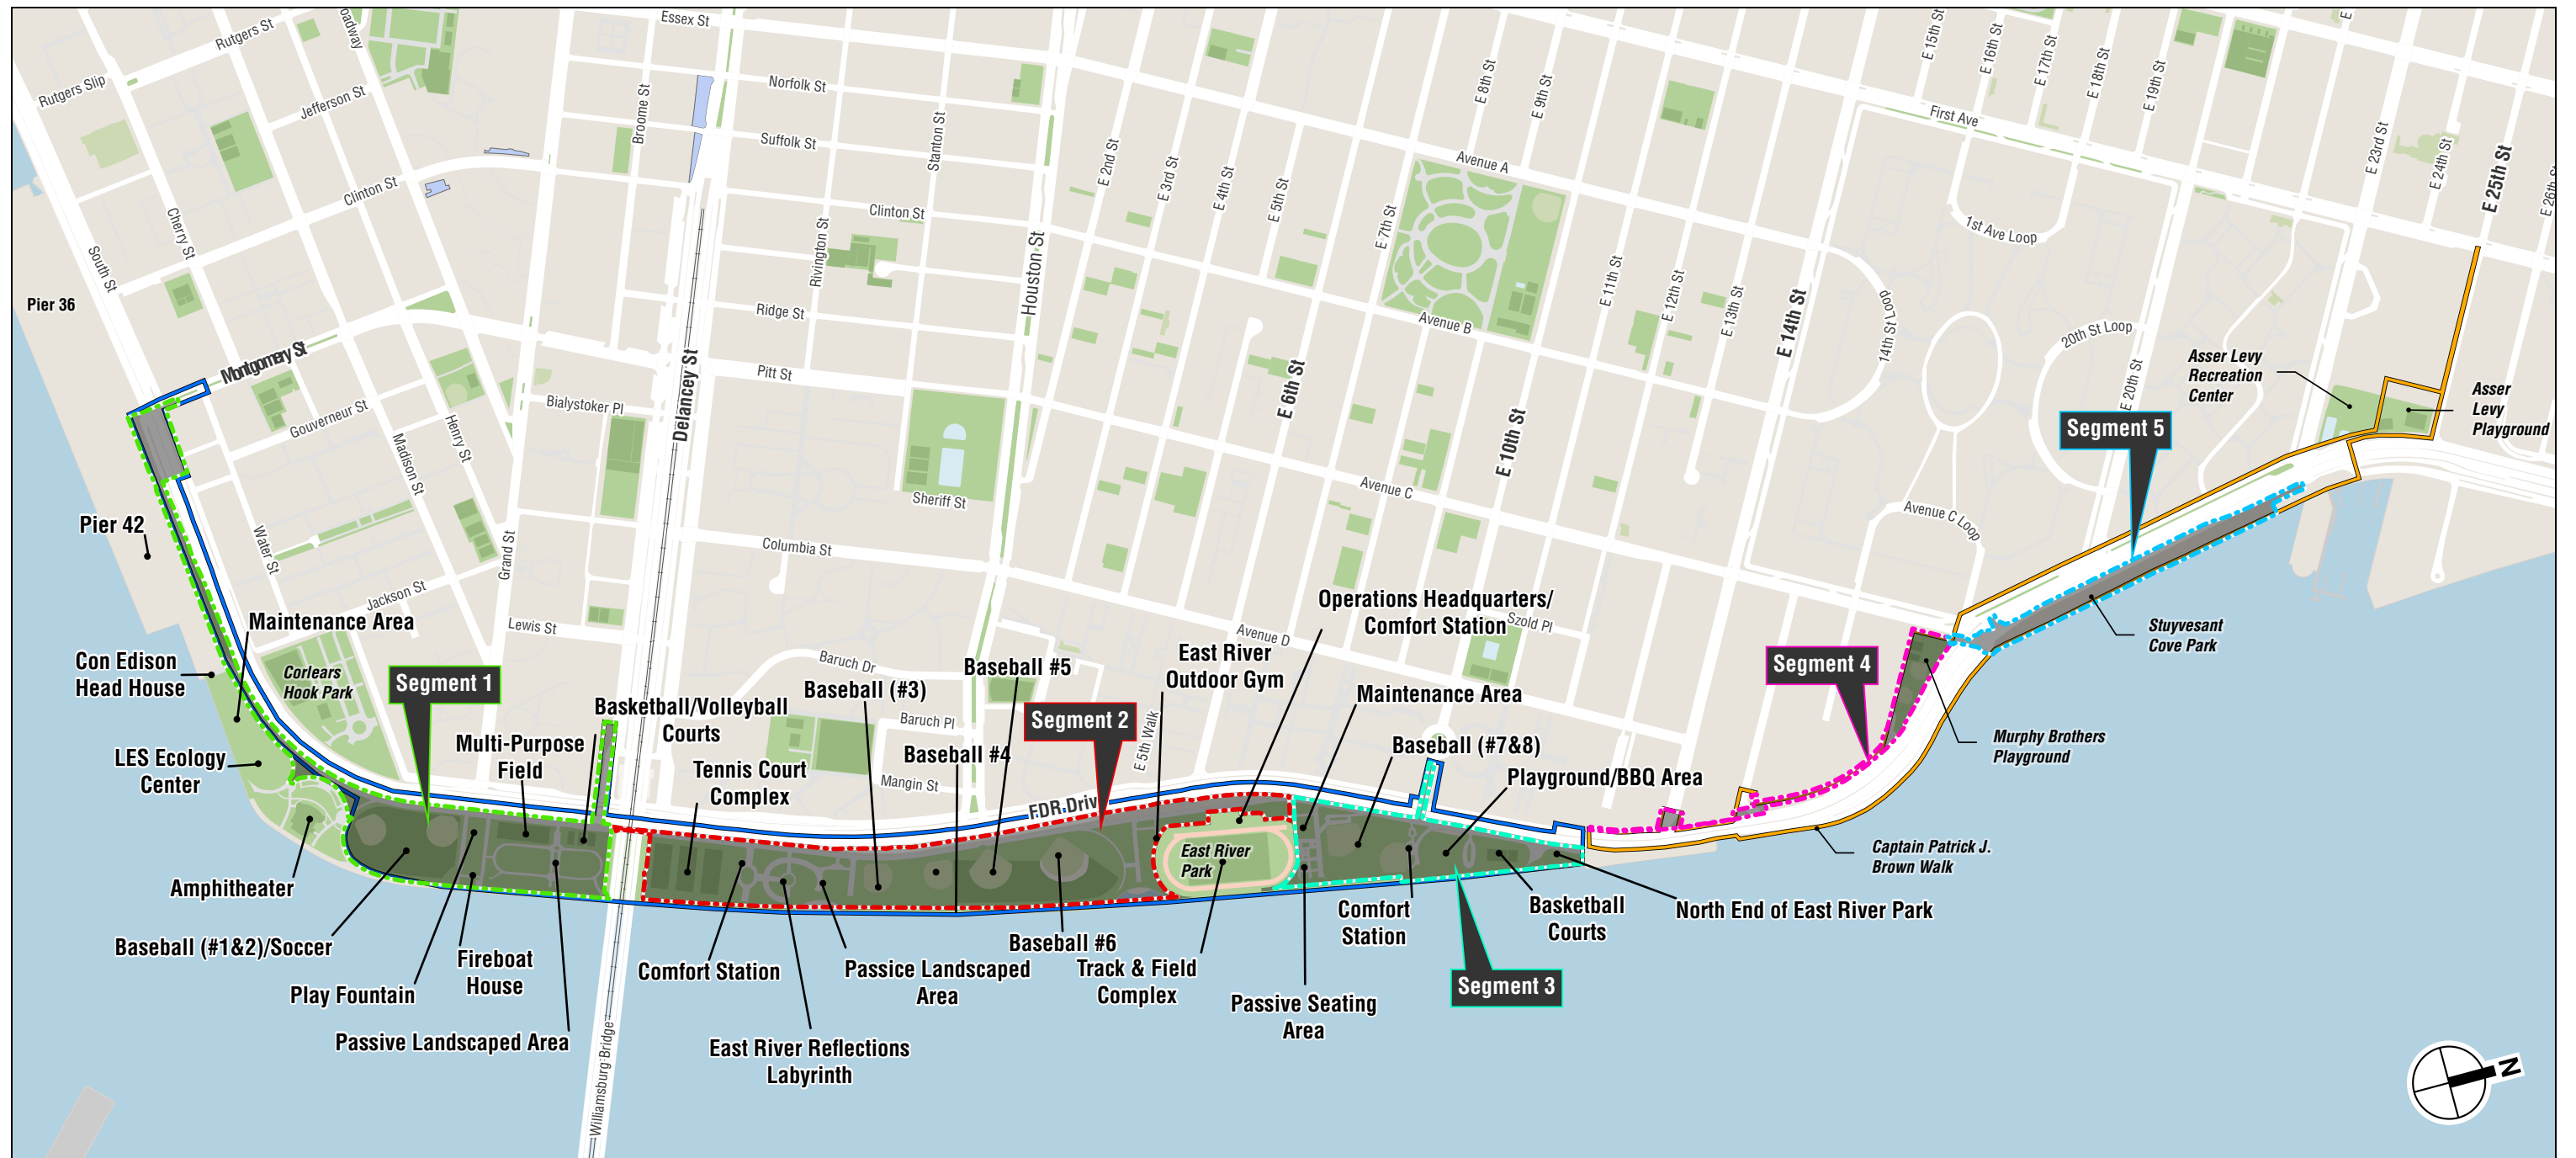 Essex St
Rutgers St
Rutgers Slip
Jefferson St
Broome St
Norfolk St
Suffolk St
Stanton St
Clinton St
Clinton St
Cherry St
South St
Pier 36
Rivington St
Ridge St
Houston St
E 2nd St
E 3rd St
E 4th St
E 5th St
E 7th St
E 8th St
E 9th St
Avenue A
First Ave
E 15th St
E 16th St
E 17th St
E 18th St
E 19th St
E 23rd St
E 24th St
E 25th St
1st Ave Loop
14th St Loop
20th St Loop
E 20th St
E 11th St
E 12th St
E 13th St
E 14th St
Avenue B
E 6th St
E 10th St
Avenue C
Avenue C Loop
Montgomery St
Gouverneur St
Madison St
Henry St
Bialystoker Pl
Pitt St
Delancey St
Sheriff St
Columbia St
Grand St
Water St
Jackson St
Lewis St
Pier 42
Maintenance Area
Con Edison
Head House
Corlears
Hook Park
Segment 1
LES Ecology
Center
Multi-Purpose
Field
Basketball/Volleyball
Courts
Tennis Court
Complex
Baruch Dr
Baruch Pl
Mangin St
Baseball (#3)
Baseball #4
Baseball #5
Segment 2
FDR Driv
E 5th Walk
East River
Outdoor Gym
Avenue D
Szold Pl
Operations Headquarters/
Comfort Station
Maintenance Area
Baseball (#7&8)
Playground/BBQ Area
Segment 4
Segment 5
Asser Levy
Recreation
Center
Asser
Levy
Playground
Stuyvesant
Cove Park
Murphy Brothers
Playground
Captain Patrick J.
Brown Walk
East River
Park
Amphitheater
Baseball (#1&2)/Soccer
Play Fountain
Fireboat
House
Passive Landscaped Area
Comfort Station
East River Reflections
Labyrinth
Passice Landscaped
Area
Baseball #6
Track & Field
Complex
Passive Seating
Area
Comfort
Station
Segment 3
Basketball
Courts
North End of East River Park
Williamsburg Bridge
N